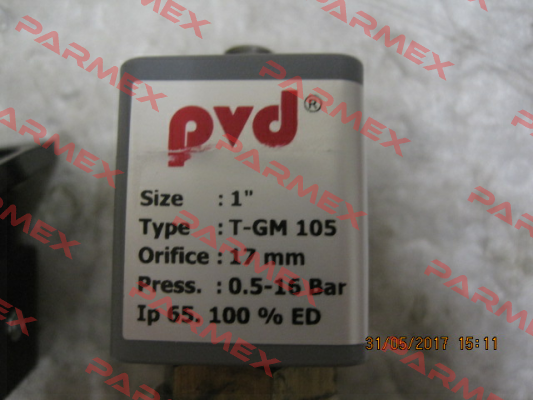 pvd®
Size : 1"
Type : T-GM 105
Orifice : 17 mm
Press. : 0.5-16 Bar
Ip 65. 100 % ED
31/05/2017 15:11
PARMEX
PARMEX
PARMEX
PARMEX
PARMEX
PARMEX
PARMEX
PARMEX